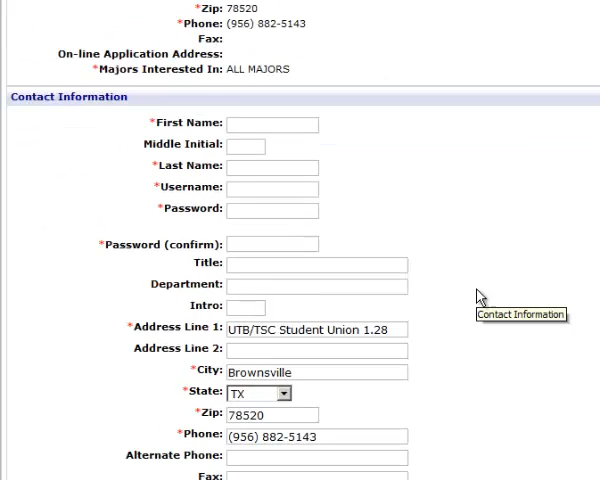 *Zip: 78520
*Phone: (956) 882-5143
Fax:
On-line Application Address:
*Majors Interested In: ALL MAJORS
Contact Information
*First Name:
Middle Initial:
*Last Name:
*Username:
*Password:
*Password (confirm):
Title:
Department:
Intro:
Contact Information
*Address Line 1: UTB/TSC Student Union 1.28
Address Line 2:
*City: Brownsville
*State: TX
*Zip: 78520
*Phone: (956) 882-5143
Alternate Phone:
Fax: